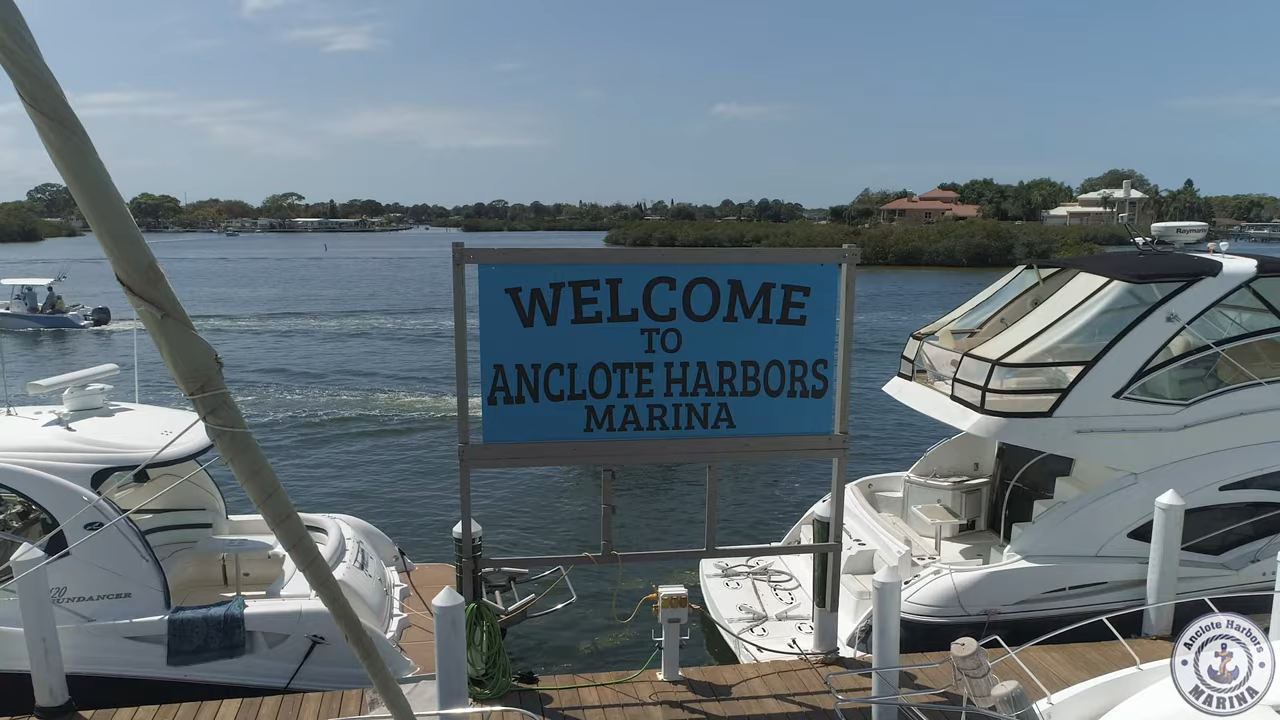 WELCOME
TO
ANCLOTE HARBORS
MARINA
Raymarine
SUNDANCER
Anclote Harbors
MARINA